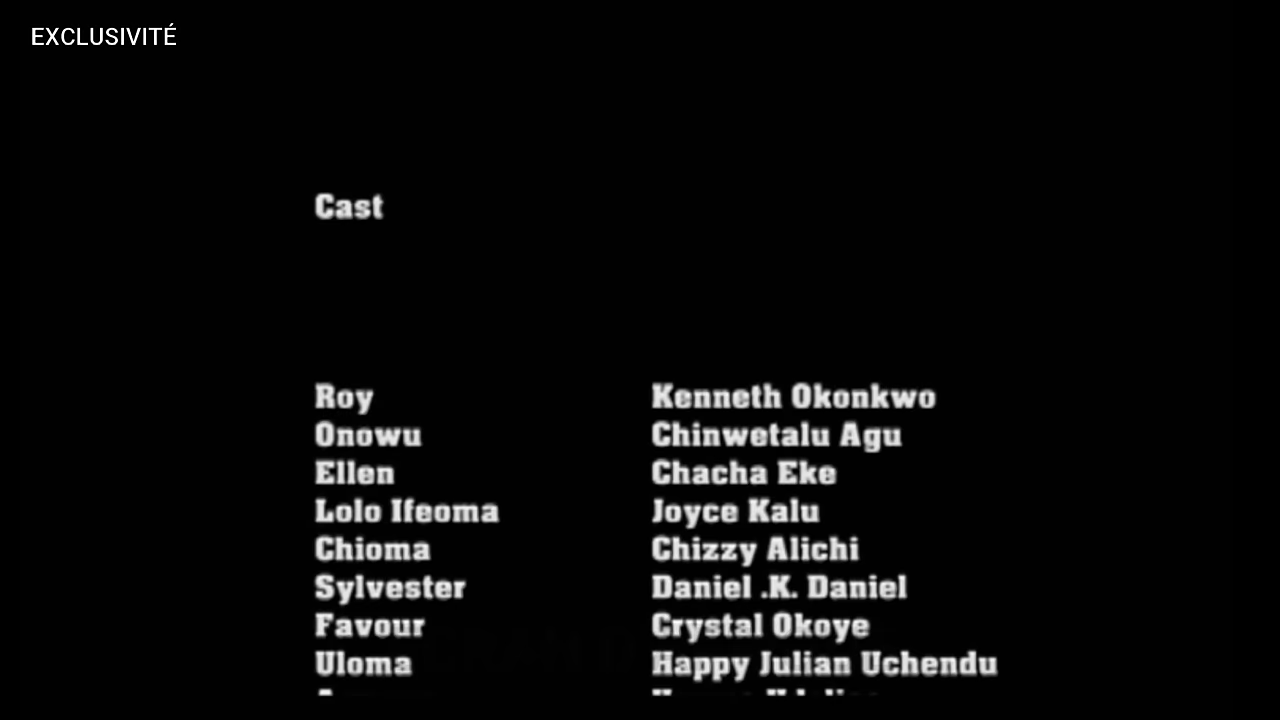 EXCLUSIVITÉ
Cast
Roy Kenneth Okonkwo
Onowu Chinwetalu Agu
Ellen Chacha Eke
Lolo Ifeoma Joyce Kalu
Chioma Chizzy Alichi
Sylvester Daniel .K. Daniel
Favour Crystal Okoye
Uloma Happy Julian Uchendu